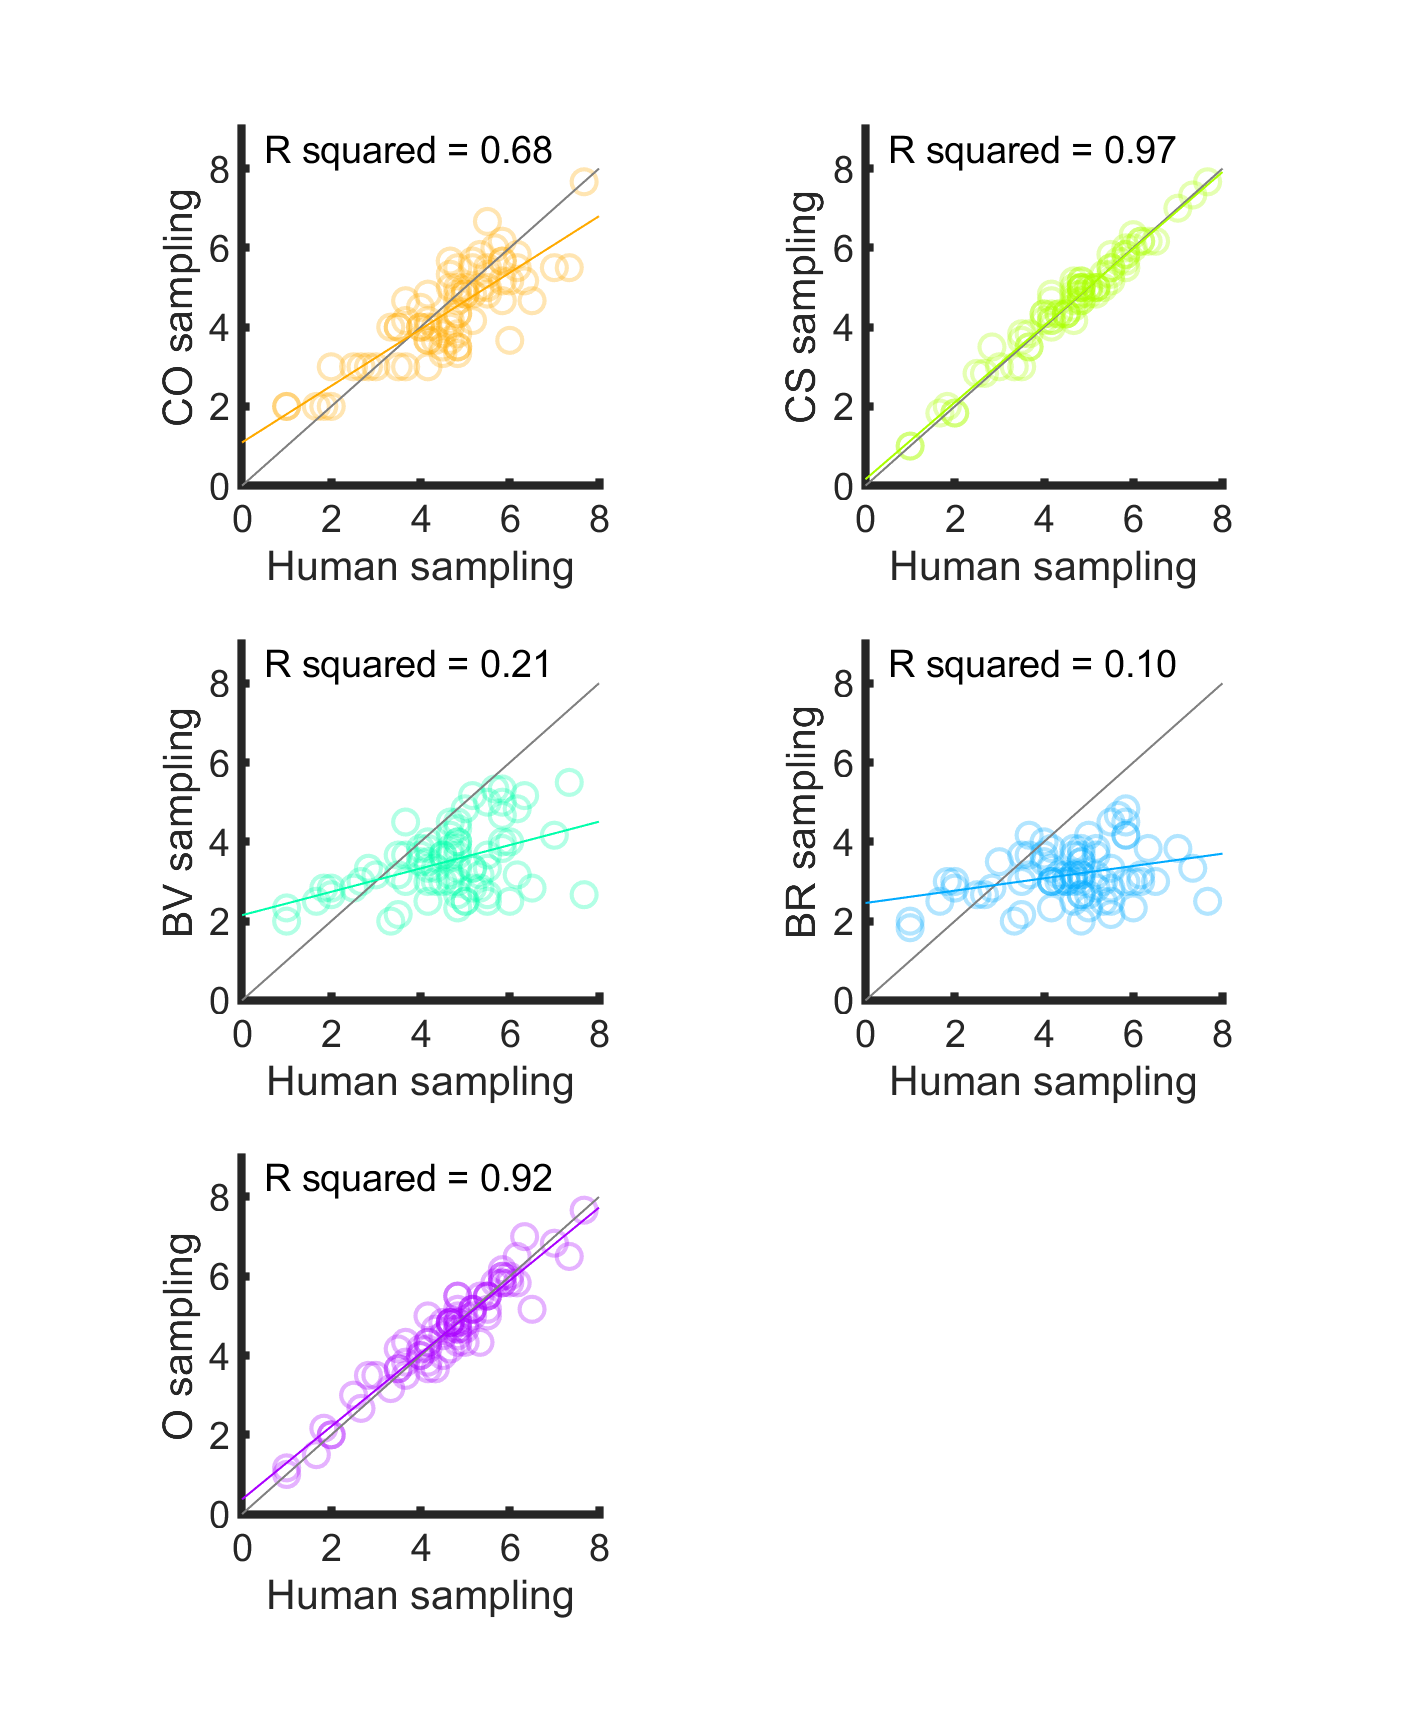 R squared = 0.68
CO sampling
8
6
4
2
0
0 2 4 6 8
Human sampling
R squared = 0.97
CS sampling
8
6
4
2
0
0 2 4 6 8
Human sampling
R squared = 0.21
BV sampling
8
6
4
2
0
0 2 4 6 8
Human sampling
R squared = 0.10
BR sampling
8
6
4
2
0
0 2 4 6 8
Human sampling
R squared = 0.92
O sampling
8
6
4
2
0
0 2 4 6 8
Human sampling